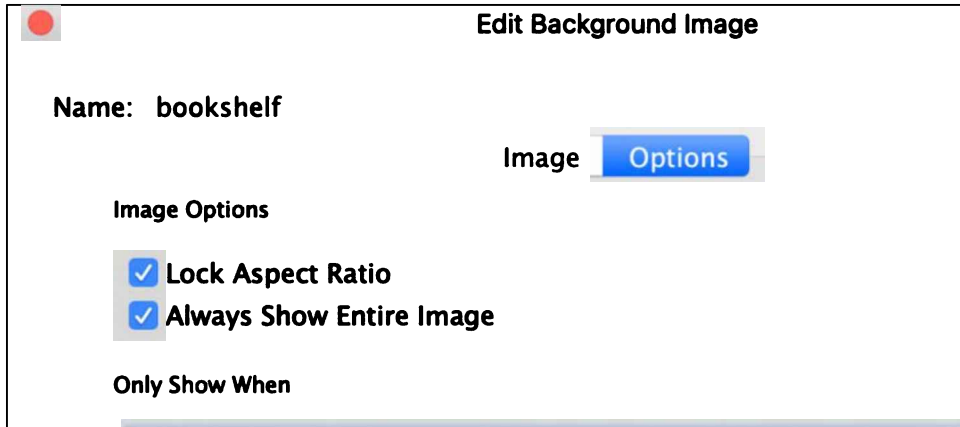 Edit Background Image
Name: bookshelf
Image Options
Image Options
Lock Aspect Ratio
Always Show Entire Image
Only Show When